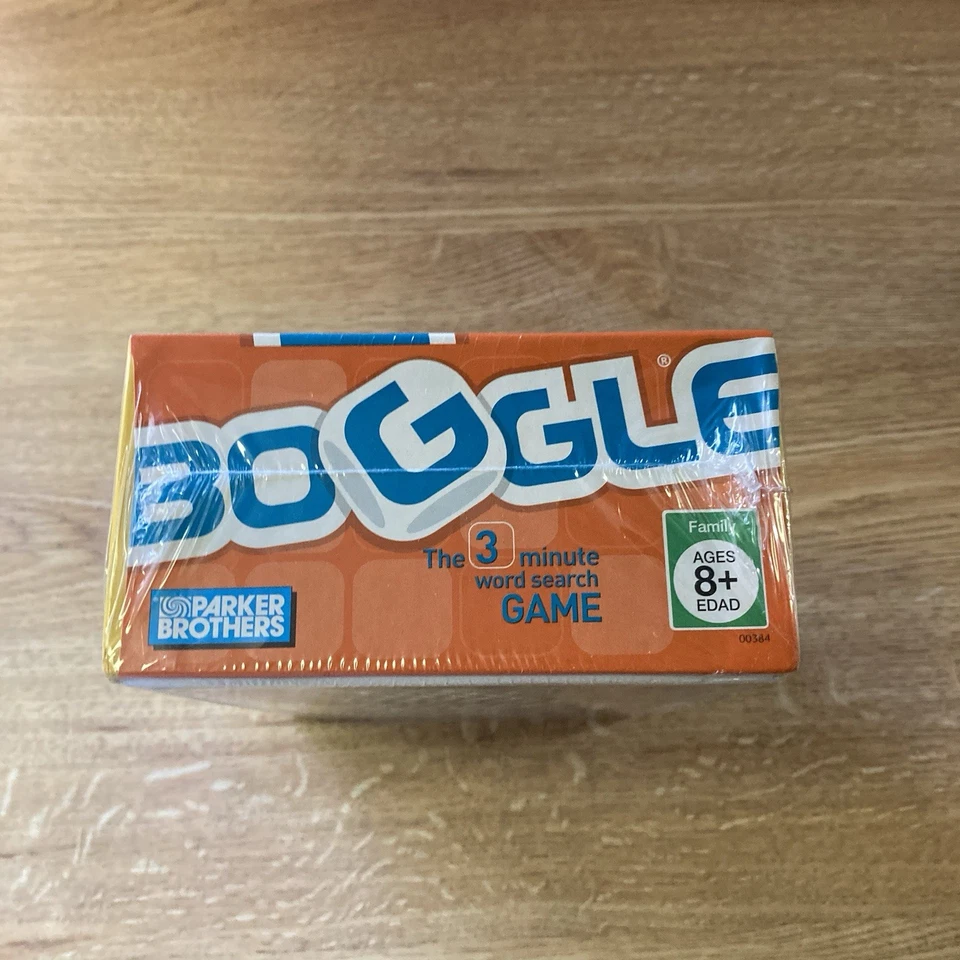 BOGGLE®
The 3 minute
word search
GAME
PARKER
BROTHERS
Family
AGES
8+
EDAD
00384